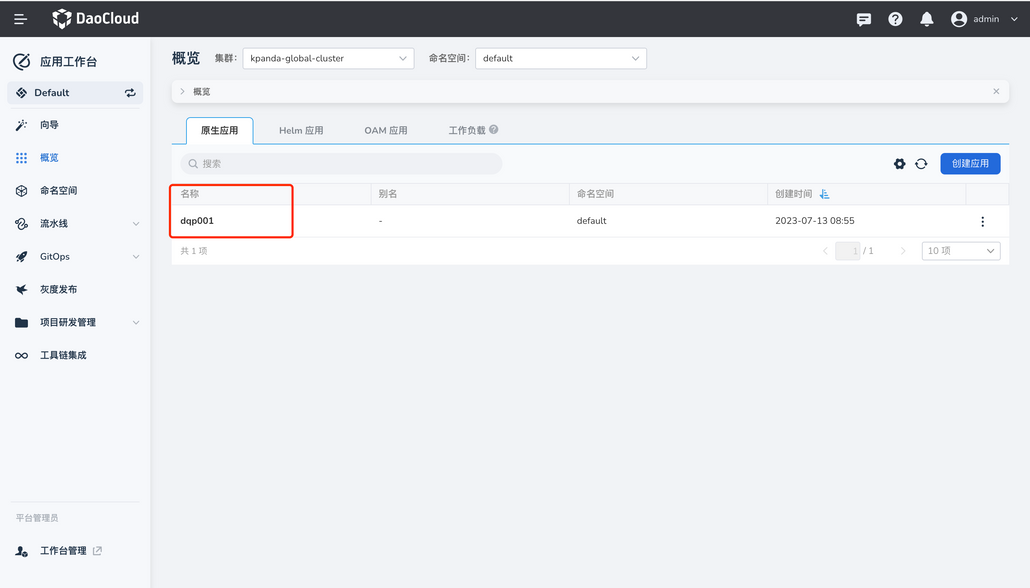 DaoCloud
admin
应用工作台
Default
向导
概览
命名空间
流水线
GitOps
灰度发布
项目研发管理
工具链集成
平台管理员
工作台管理
概览 集群: kpanda-global-cluster 命名空间: default
概览
原生应用 Helm 应用 OAM 应用 工作负载
搜索 创建应用
名称 别名 命名空间 创建时间
dqp001 - default 2023-07-13 08:55
共 1 项 1 / 1 10 项